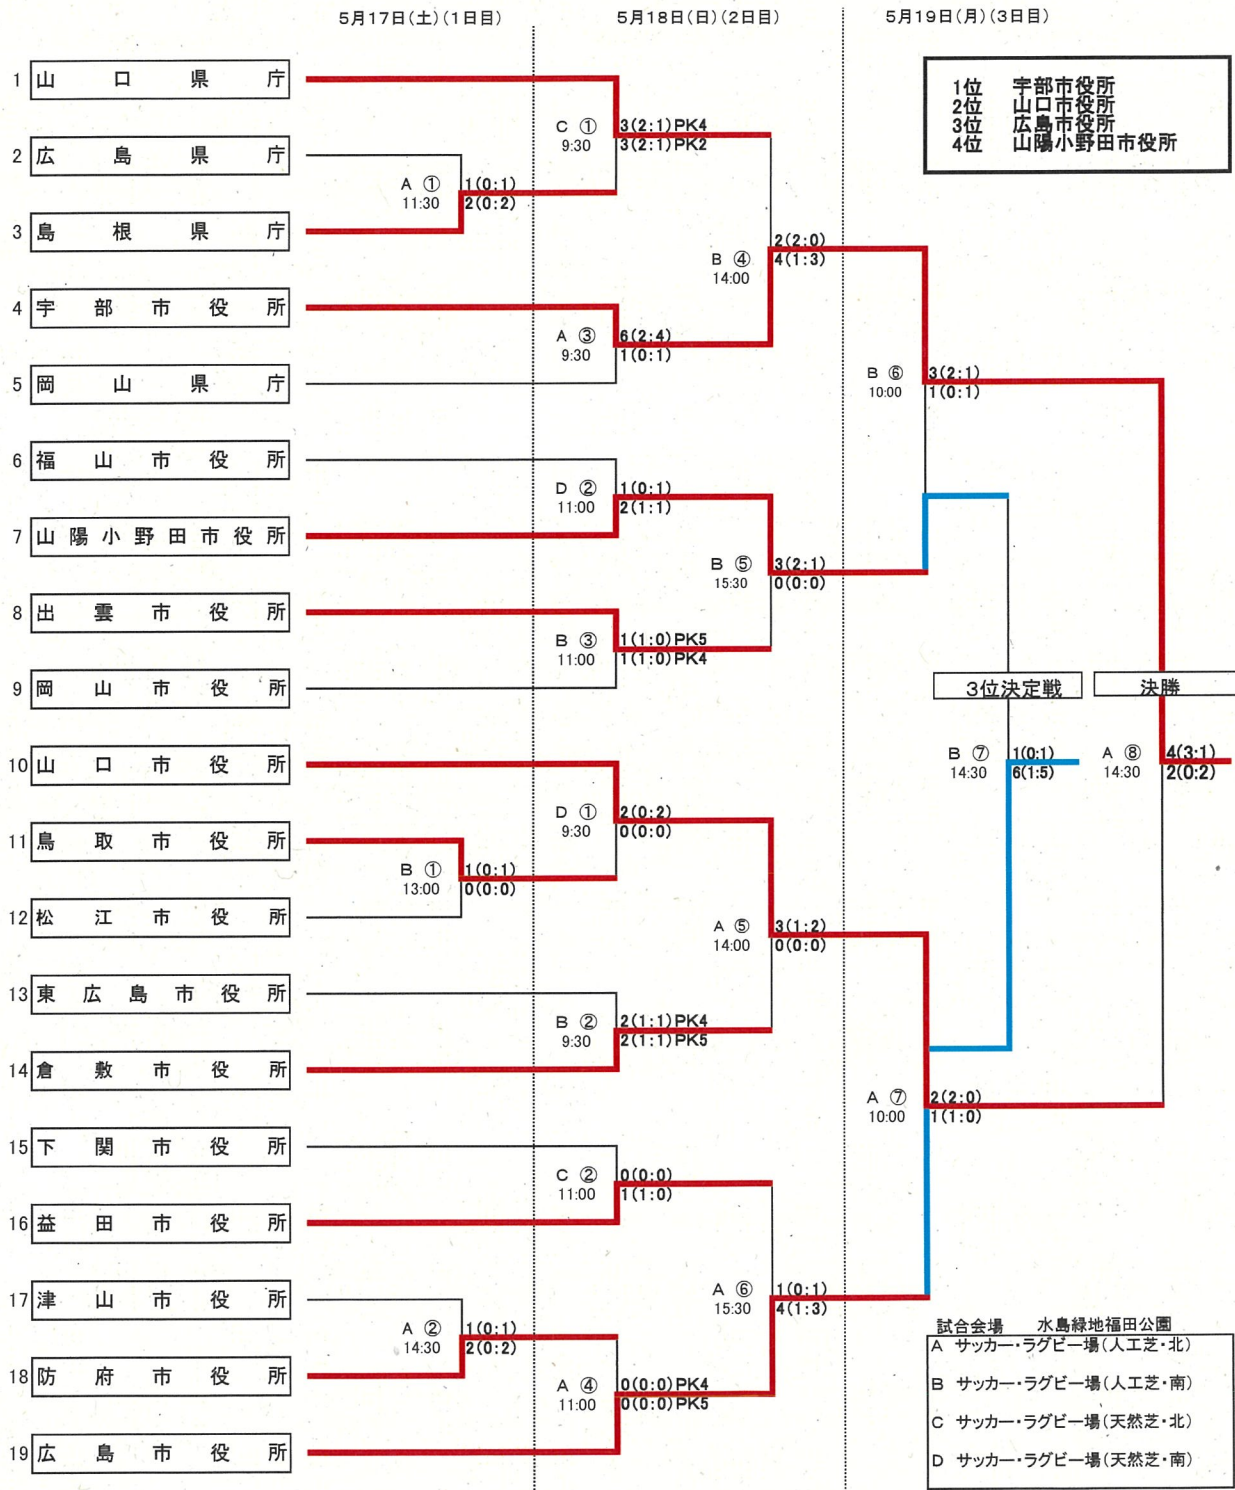 5月17日(土)(1日目)
5月18日(日)(2日目)
5月19日(月)(3日目)
1位 宇部市役所
2位 山口市役所
3位 広島市役所
4位 山陽小野田市役所
1 山口県庁
2 広島県庁
3 島根県庁
4 宇部市役所
5 岡山県庁
6 福山市役所
7 山陽小野田市役所
8 出雲市役所
9 岡山市役所
10 山口市役所
11 鳥取市役所
12 松江市役所
13 東広島市役所
14 倉敷市役所
15 下関市役所
16 益田市役所
17 津山市役所
18 防府市役所
19 広島市役所
A ①
11:30
1(0:1)
2(0:2)
B ①
13:00
1(0:1)
0(0:0)
A ②
14:30
1(0:1)
2(0:2)
C ①
9:30
3(2:1)PK4
3(2:1)PK2
A ③
9:30
6(2:4)
1(0:1)
D ②
11:00
1(0:1)
2(1:1)
B ③
11:00
1(1:0)PK5
1(1:0)PK4
D ①
9:30
2(0:2)
0(0:0)
B ②
9:30
2(1:1)PK4
2(1:1)PK5
C ②
11:00
0(0:0)
1(1:0)
A ④
11:00
0(0:0)PK4
0(0:0)PK5
B ④
14:00
2(2:0)
4(1:3)
B ⑤
15:30
3(2:1)
0(0:0)
A ⑤
14:00
3(1:2)
0(0:0)
A ⑥
15:30
1(0:1)
4(1:3)
B ⑥
10:00
3(2:1)
1(0:1)
A ⑦
10:00
2(2:0)
1(1:0)
3位決定戦
B ⑦
14:30
1(0:1)
6(1:5)
決勝
A ⑧
14:30
4(3:1)
2(0:2)
試合会場 水島緑地福田公園
A サッカー・ラグビー場(人工芝・北)
B サッカー・ラグビー場(人工芝・南)
C サッカー・ラグビー場(天然芝・北)
D サッカー・ラグビー場(天然芝・南)